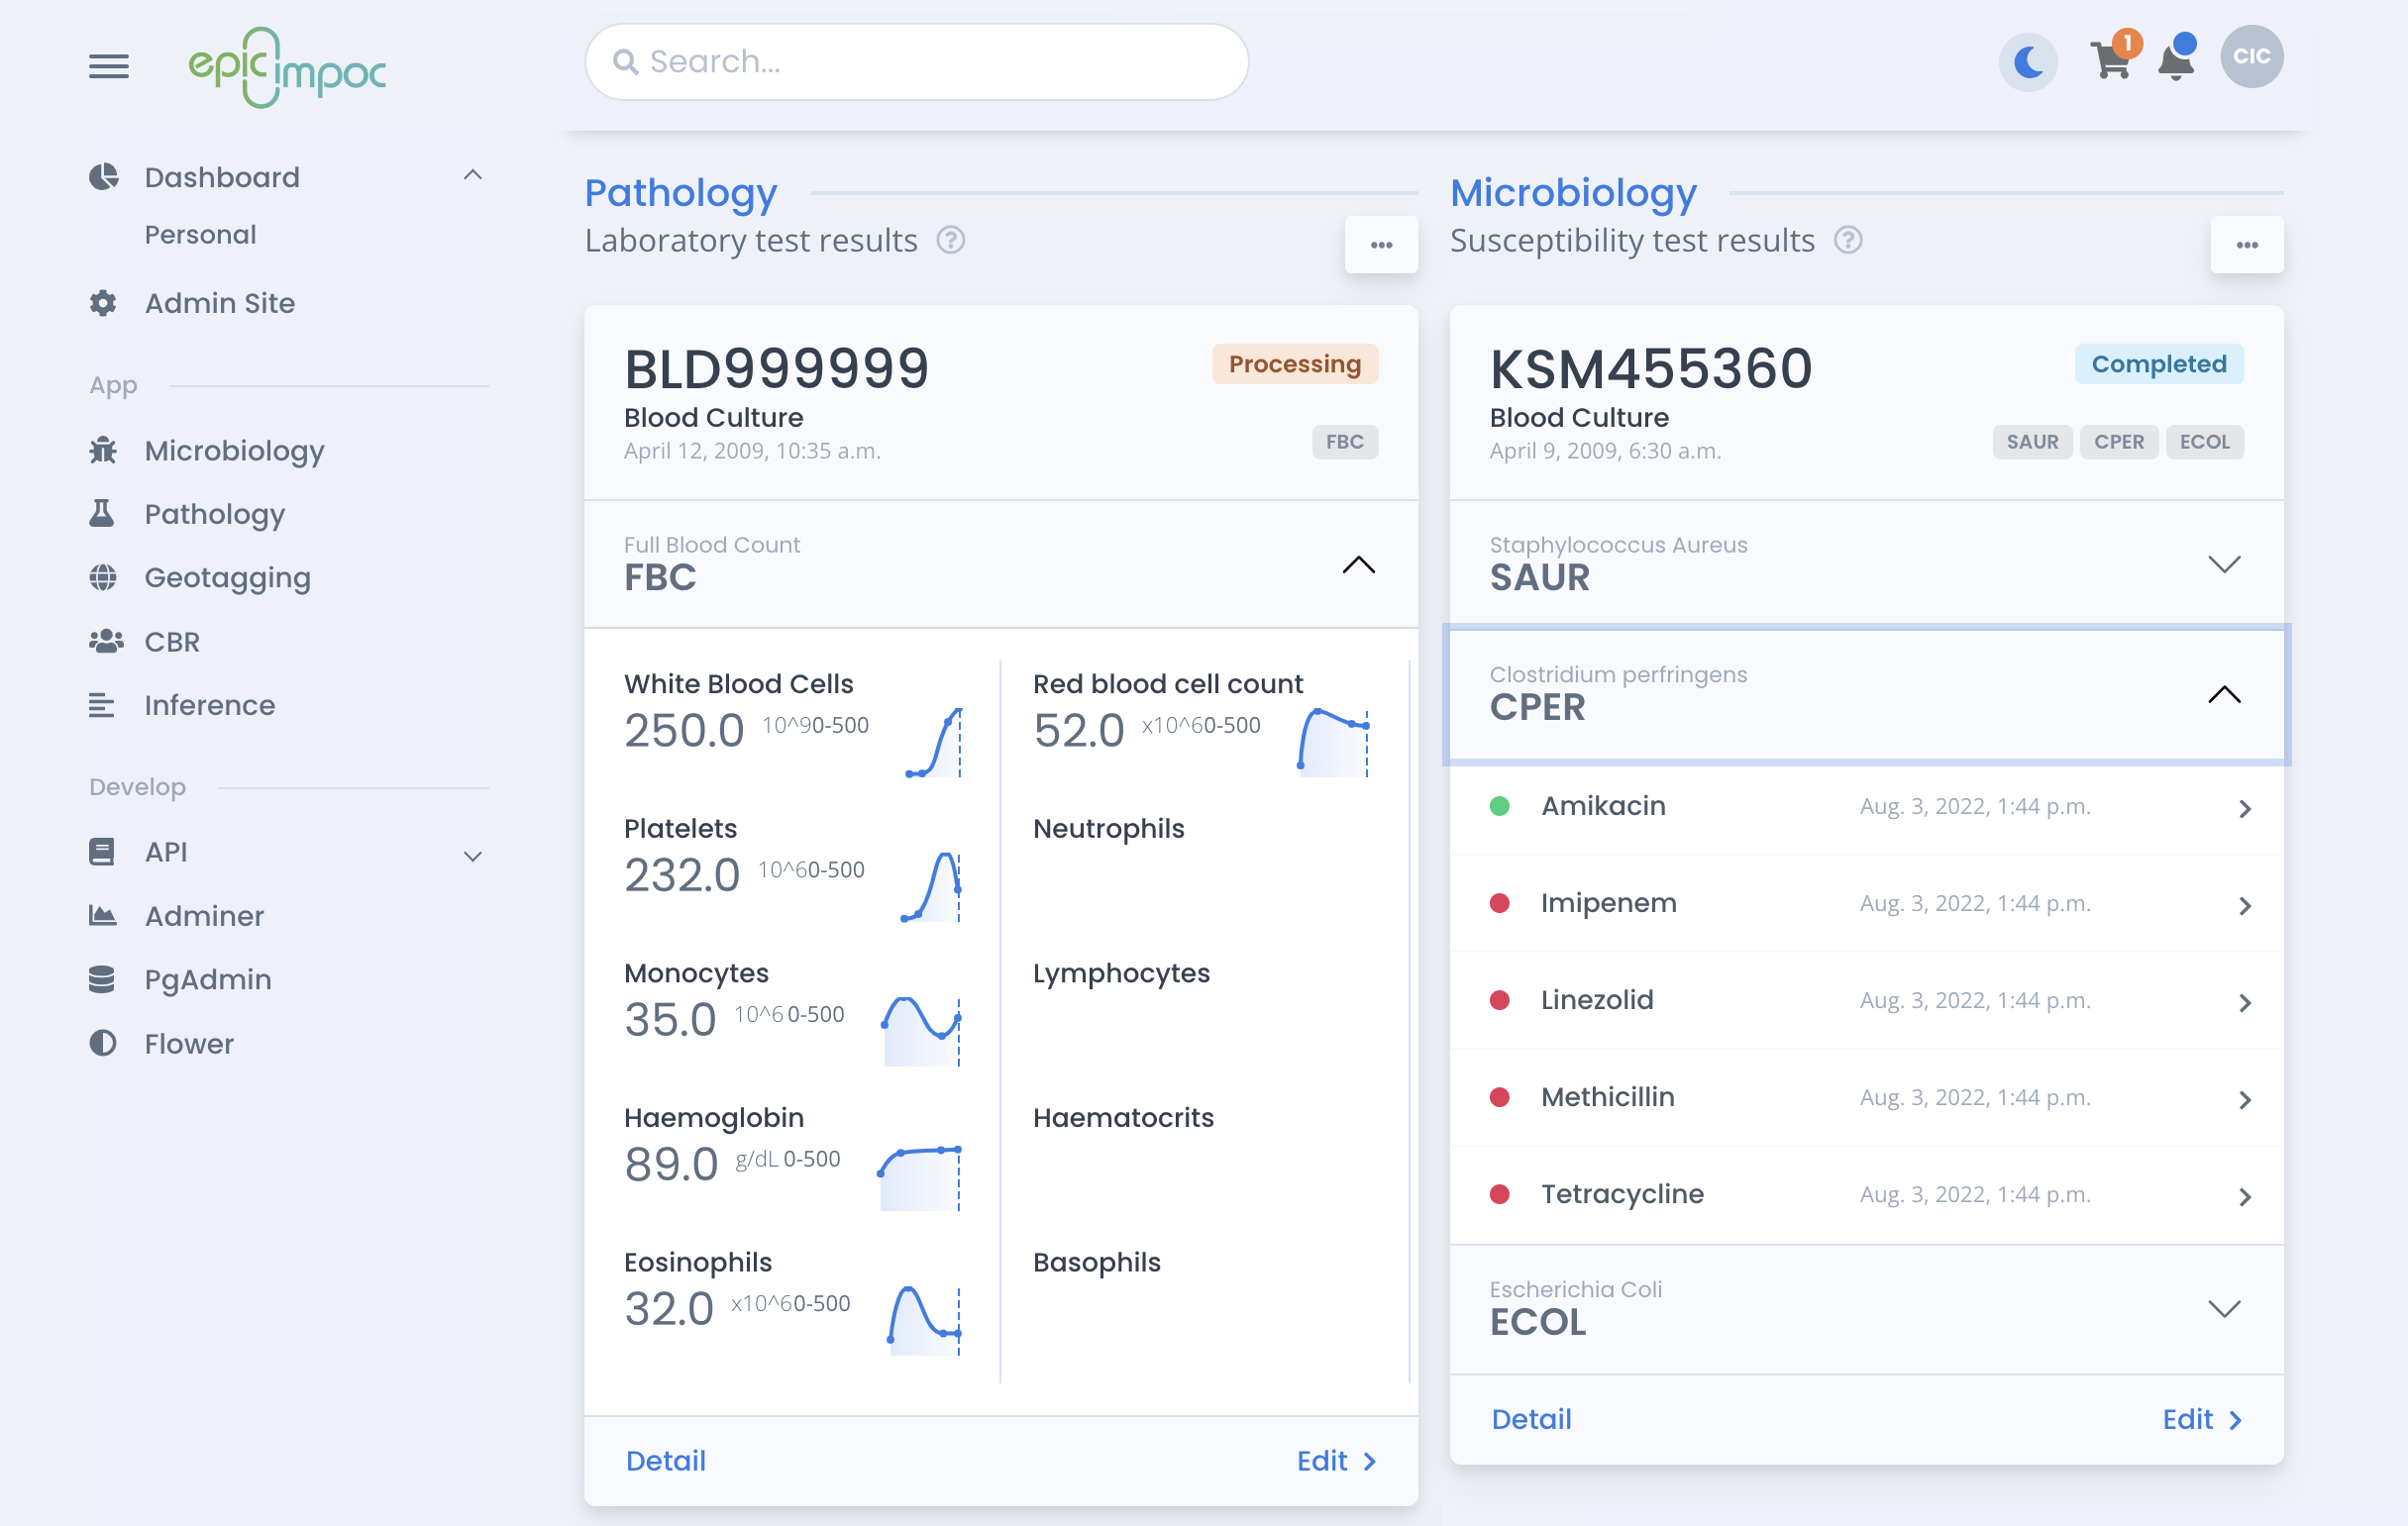 epicimpoc
Search...
1
CIC
Dashboard
Personal
Admin Site
App
Microbiology
Pathology
Geotagging
CBR
Inference
Develop
API
Adminer
PgAdmin
Flower
Pathology
Laboratory test results ?
...
BLD999999
Processing
Blood Culture
April 12, 2009, 10:35 a.m.
FBC
Full Blood Count
FBC
White Blood Cells
250.0 10^90-500
Red blood cell count
52.0 x10^60-500
Platelets
232.0 10^60-500
Neutrophils
Monocytes
35.0 10^6 0-500
Lymphocytes
Haemoglobin
89.0 g/dL 0-500
Haematocrits
Eosinophils
32.0 x10^60-500
Basophils
Detail
Edit
Microbiology
Susceptibility test results ?
...
KSM455360
Completed
Blood Culture
April 9, 2009, 6:30 a.m.
SAUR CPER ECOL
Staphylococcus Aureus
SAUR
Clostridium perfringens
CPER
Amikacin Aug. 3, 2022, 1:44 p.m.
Imipenem Aug. 3, 2022, 1:44 p.m.
Linezolid Aug. 3, 2022, 1:44 p.m.
Methicillin Aug. 3, 2022, 1:44 p.m.
Tetracycline Aug. 3, 2022, 1:44 p.m.
Escherichia Coli
ECOL
Detail
Edit